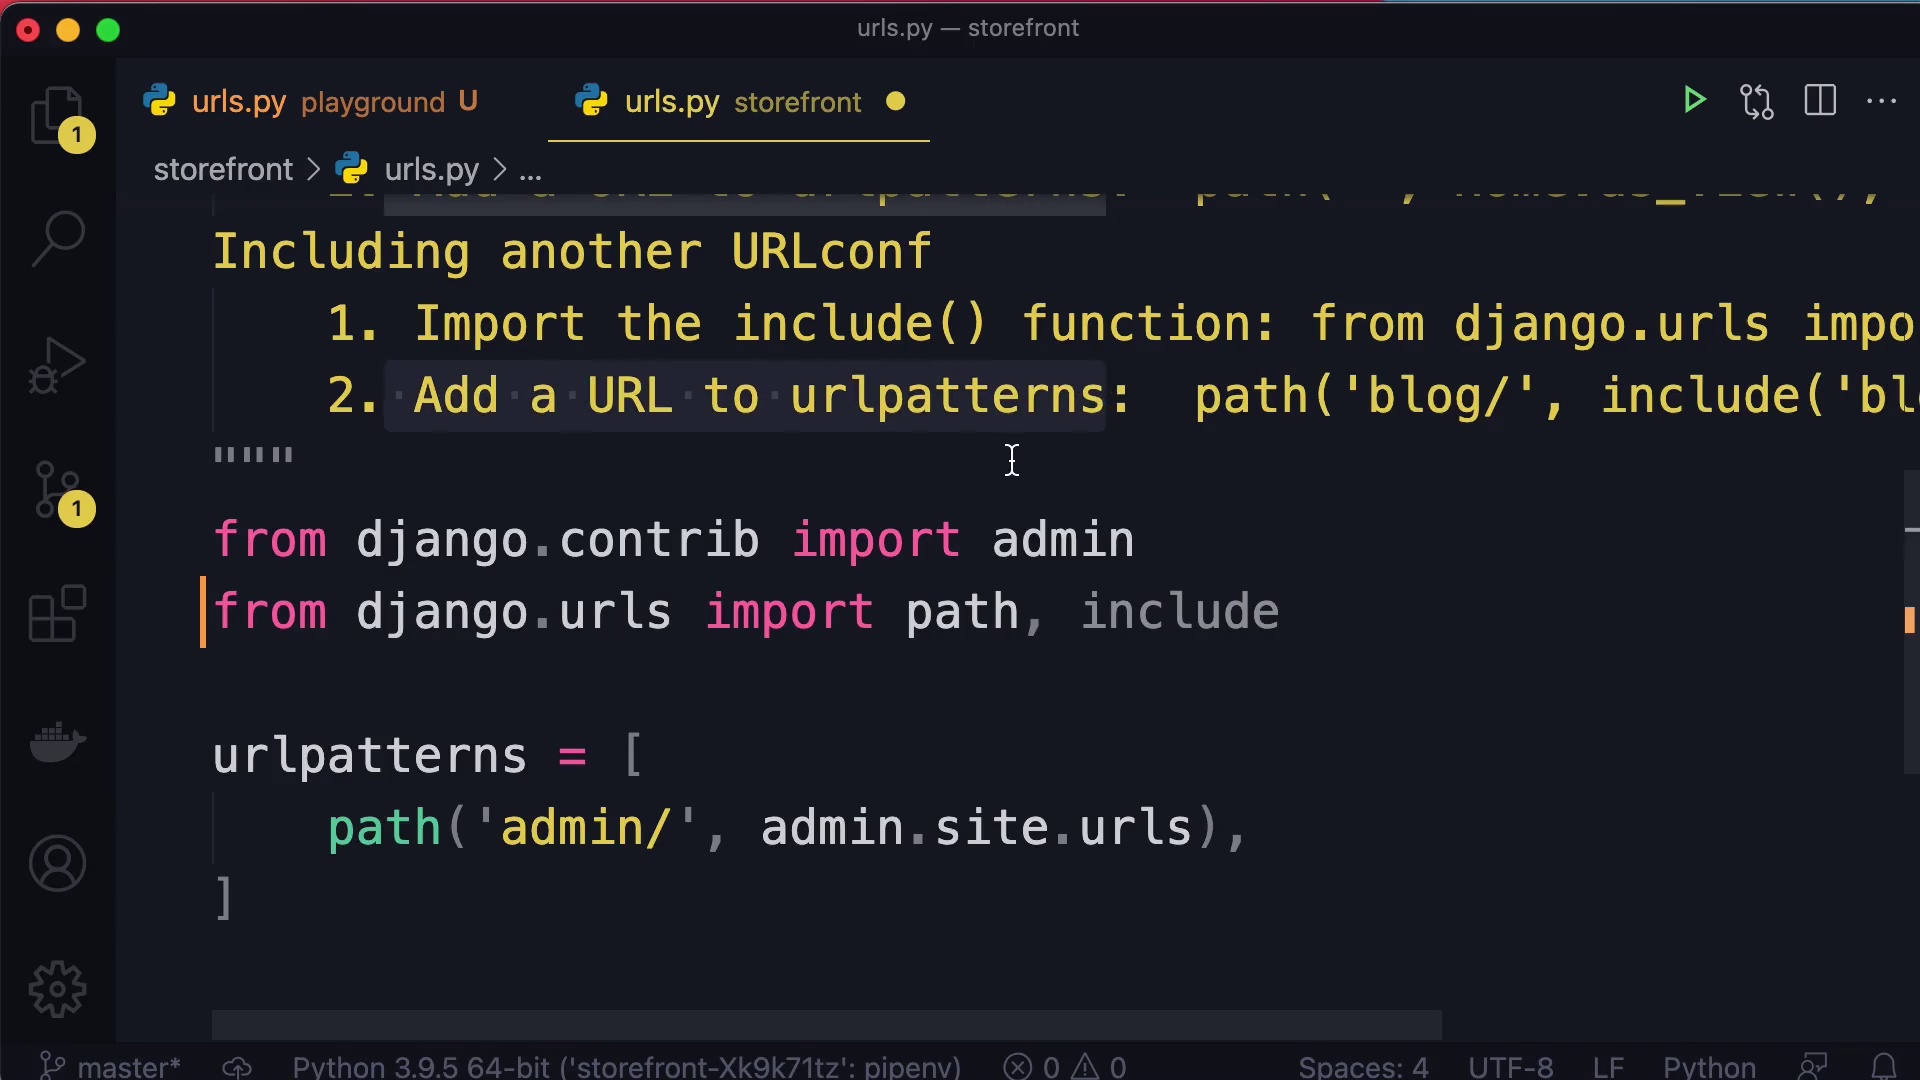 urls.py — storefront
urls.py playground U
urls.py storefront
storefront > urls.py > ...
Including another URLconf
1. Import the include() function: from django.urls impo
2. Add a URL to urlpatterns: path('blog/', include('bl
"""
from django.contrib import admin
from django.urls import path, include
urlpatterns = [
path('admin/', admin.site.urls),
]
1
1
master* Python 3.9.5 64-bit ('storefront-Xk9k71tz': pipenv) 0 0 Spaces: 4 UTF-8 LF Python